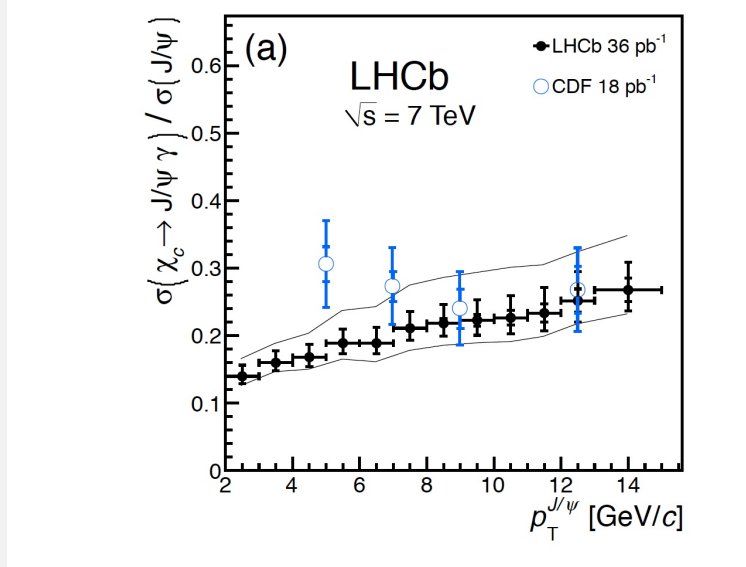 (a)
LHCb
√s = 7 TeV
LHCb 36 pb⁻¹
CDF 18 pb⁻¹
σ(χc → J/ψ γ) / σ(J/ψ)
0.6
0.5
0.4
0.3
0.2
0.1
0
2 4 6 8 10 12 14
pT^J/ψ [GeV/c]